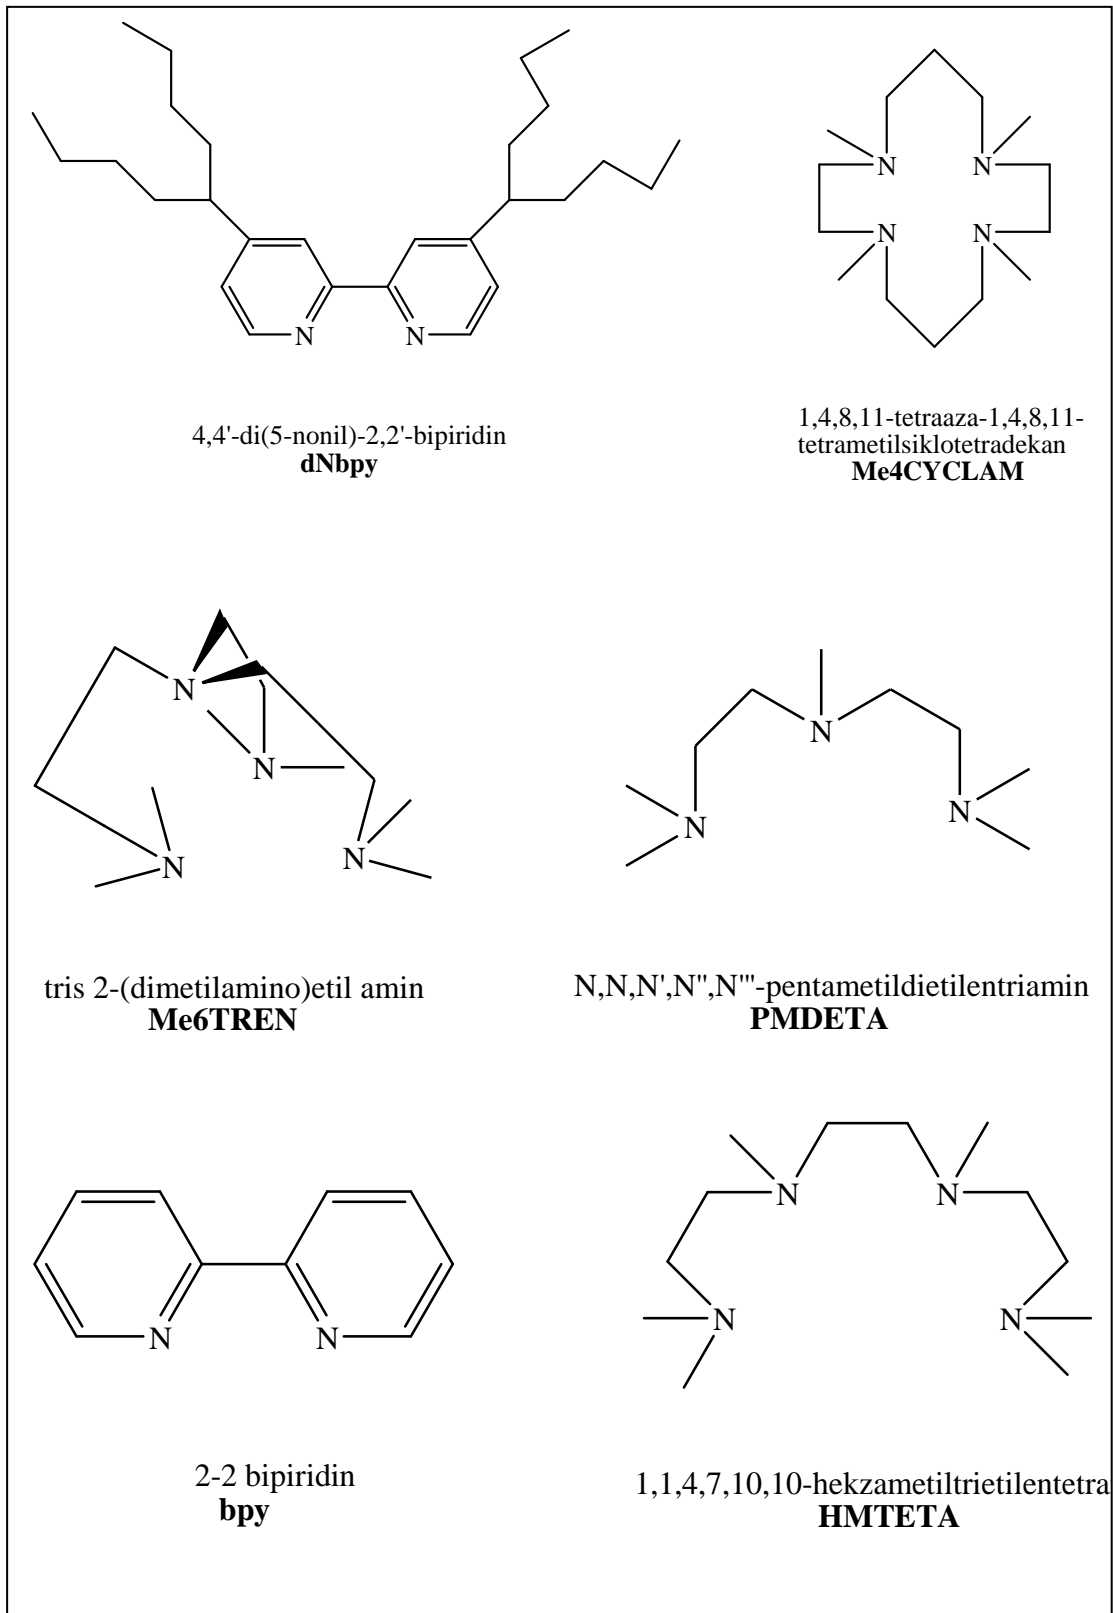 N
N
4,4'-di(5-nonil)-2,2'-bipiridin
dNbpy
N
N
N
N
1,4,8,11-tetraaza-1,4,8,11-
tetrametilsiklotetradekan
Me4CYCLAM
N
N
N
N
tris 2-(dimetilamino)etil amin
Me6TREN
N
N
N
N,N,N',N'',N'''-pentametildietilentriamin
PMDETA
N
N
2-2 bipiridin
bpy
N
N
N
N
1,1,4,7,10,10-hekzametiltrietilentetra
HMTETA